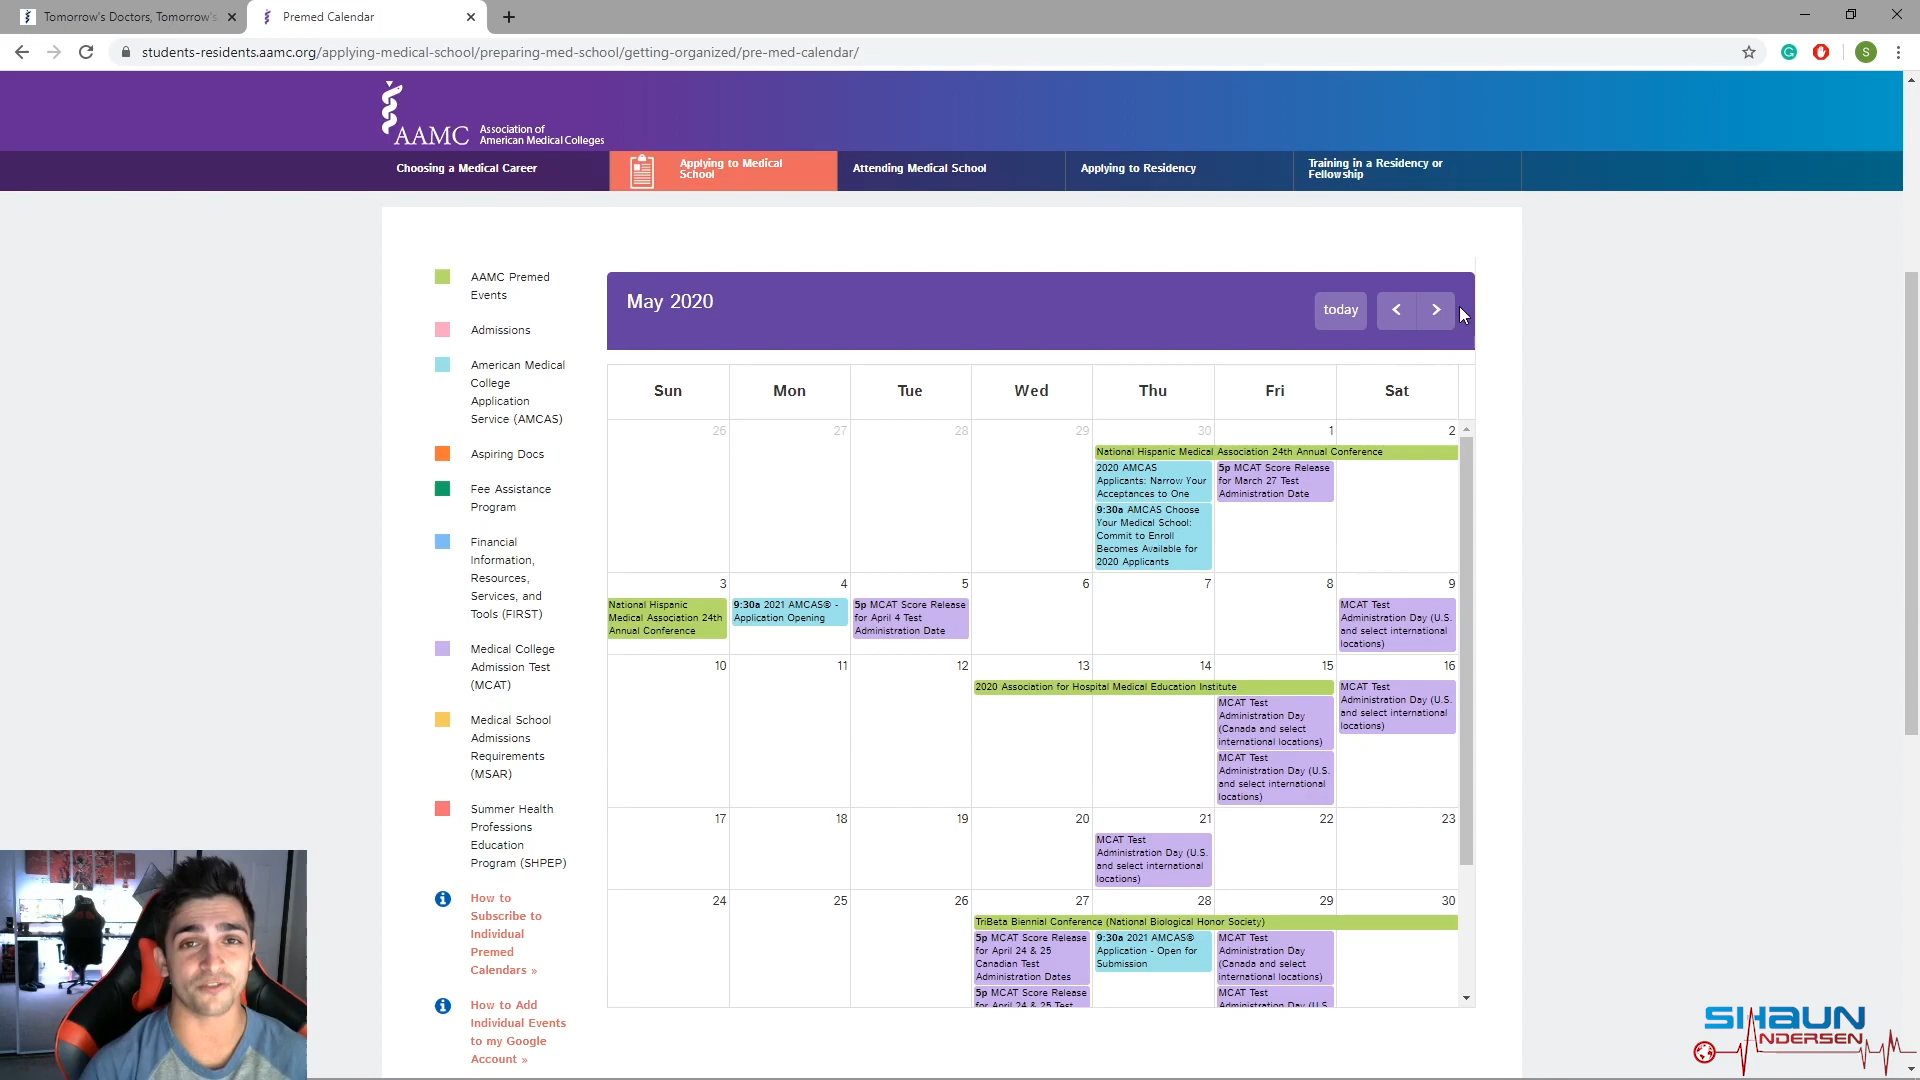 Tomorrow's Doctors, Tomorrow's
Premed Calendar
students-residents.aamc.org/applying-medical-school/preparing-med-school/getting-organized/pre-med-calendar/
S
AAMC
Association of
American Medical Colleges
Choosing a Medical Career
Applying to Medical
School
Attending Medical School
Applying to Residency
Training in a Residency or
Fellowship
AAMC Premed
Events
Admissions
American Medical
College
Application
Service (AMCAS)
Aspiring Docs
Fee Assistance
Program
Financial
Information,
Resources,
Services, and
Tools (FIRST)
Medical College
Admission Test
(MCAT)
Medical School
Admissions
Requirements
(MSAR)
Summer Health
Professions
Education
Program (SHPEP)
How to
Subscribe to
Individual
Premed
Calendars »
How to Add
Individual Events
to my Google
Account »
May 2020
today
Sun Mon Tue Wed Thu Fri Sat
26 27 28 29 30 1 2
National Hispanic Medical Association 24th Annual Conference
2020 AMCAS
Applicants: Narrow Your
Acceptances to One
9:30a AMCAS Choose
Your Medical School:
Commit to Enroll
Becomes Available for
2020 Applicants
5p MCAT Score Release
for March 27 Test
Administration Date
3 4 5 6 7 8 9
National Hispanic
Medical Association 24th
Annual Conference
9:30a 2021 AMCAS® -
Application Opening
5p MCAT Score Release
for April 4 Test
Administration Date
MCAT Test
Administration Day (U.S.
and select international
locations)
10 11 12 13 14 15 16
2020 Association for Hospital Medical Education Institute
MCAT Test
Administration Day
(Canada and select
international locations)
MCAT Test
Administration Day (U.S.
and select international
locations)
MCAT Test
Administration Day (U.S.
and select international
locations)
17 18 19 20 21 22 23
MCAT Test
Administration Day (U.S.
and select international
locations)
24 25 26 27 28 29 30
TriBeta Biennial Conference (National Biological Honor Society)
5p MCAT Score Release
for April 24 & 25
Canadian Test
Administration Dates
5p MCAT Score Release
for April 24 & 25 Test
9:30a 2021 AMCAS®
Application - Open for
Submission
MCAT Test
Administration Day
(Canada and select
international locations)
MCAT Test
Administration Day (U.S.
SHAUN
ANDERSEN